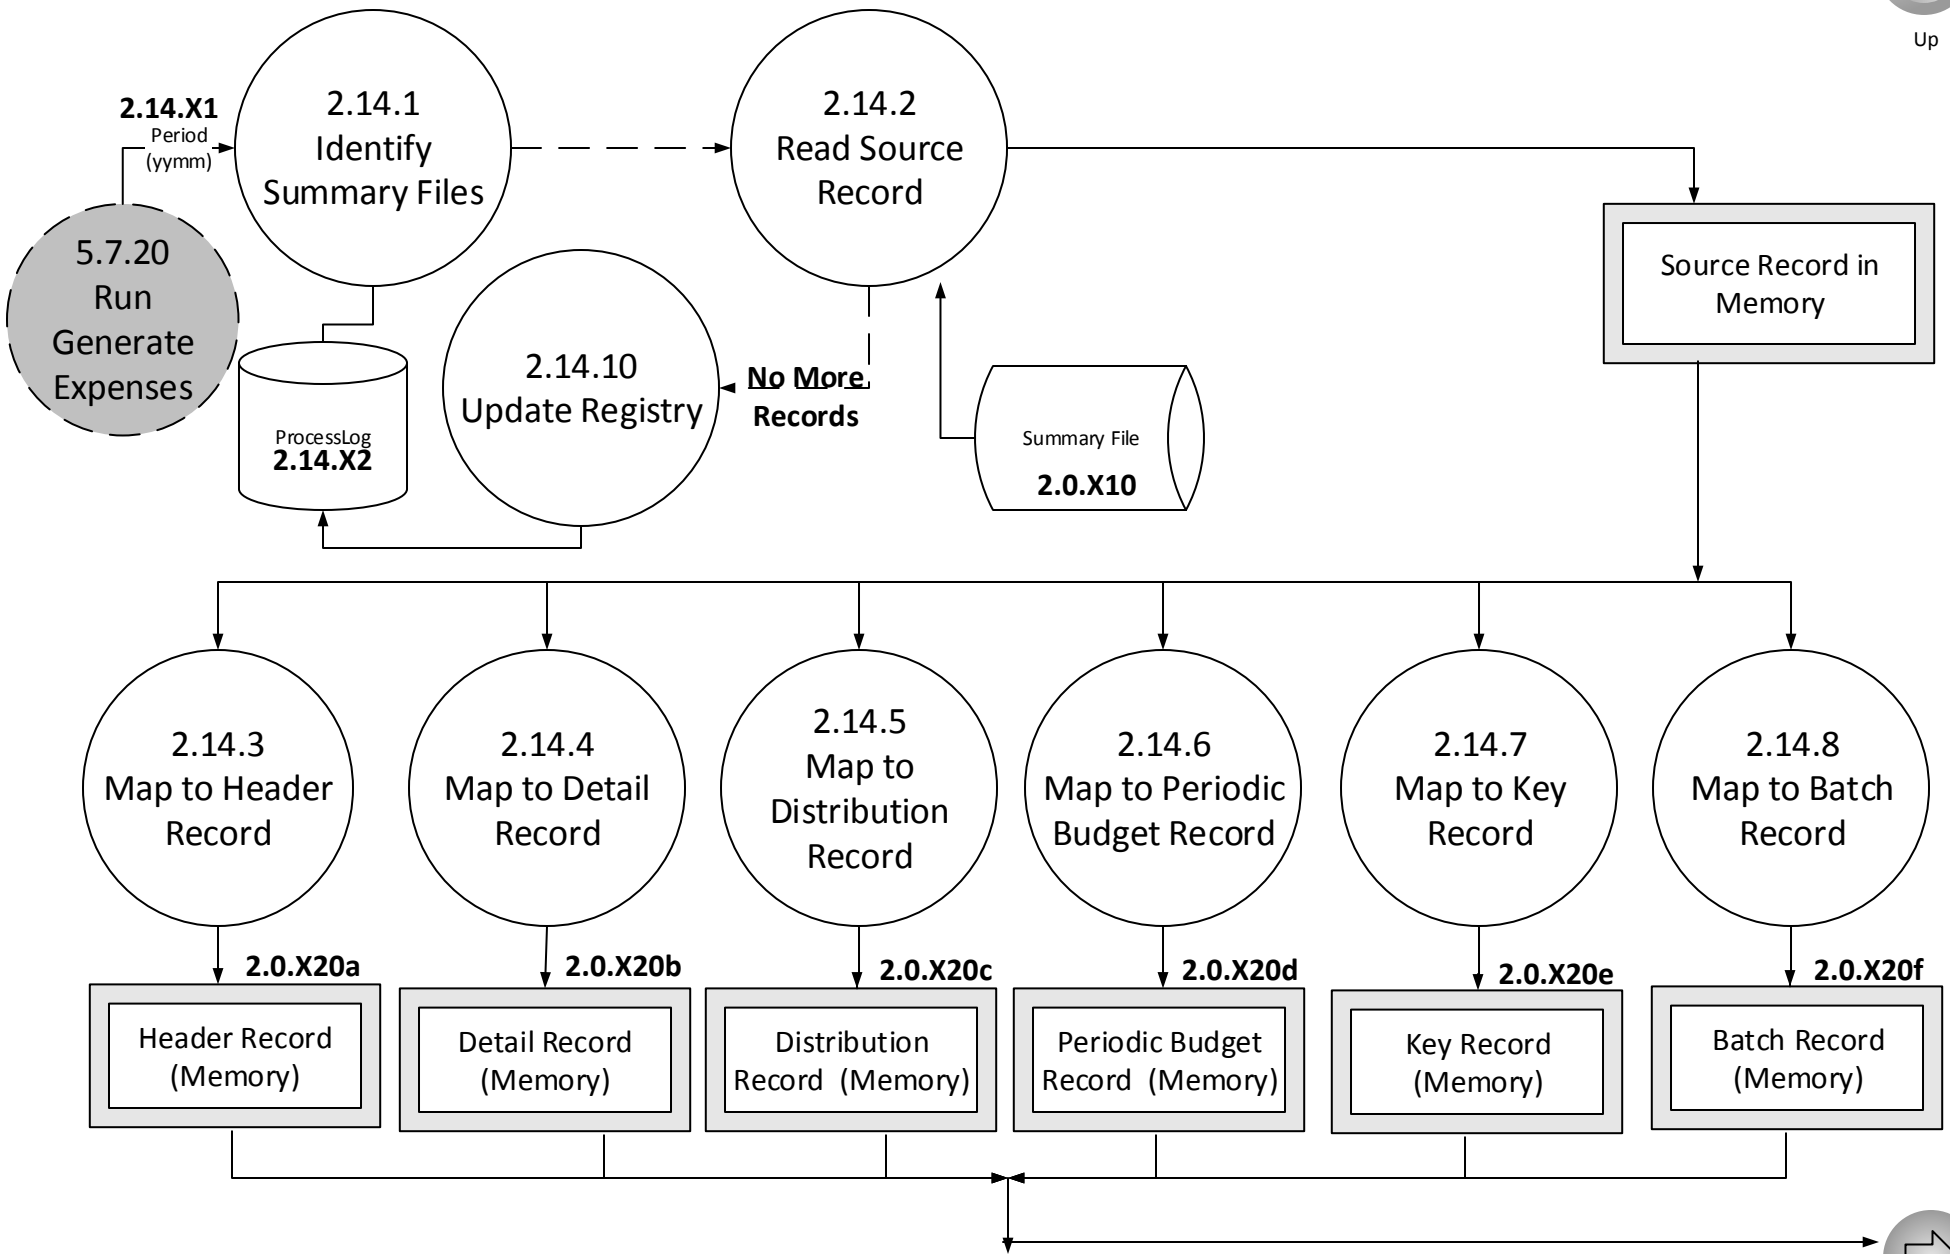 Up
2.14.X1
Period
(yymm)
2.14.1
Identify
Summary Files
2.14.2
Read Source
Record
5.7.20
Run
Generate
Expenses
Source Record in
Memory
2.14.10
Update Registry
No More
Records
ProcessLog
2.14.X2
Summary File
2.0.X10
2.14.3
Map to Header
Record
2.14.4
Map to Detail
Record
2.14.5
Map to
Distribution
Record
2.14.6
Map to Periodic
Budget Record
2.14.7
Map to Key
Record
2.14.8
Map to Batch
Record
2.0.X20a
2.0.X20b
2.0.X20c
2.0.X20d
2.0.X20e
2.0.X20f
Header Record
(Memory)
Detail Record
(Memory)
Distribution
Record (Memory)
Periodic Budget
Record (Memory)
Key Record
(Memory)
Batch Record
(Memory)